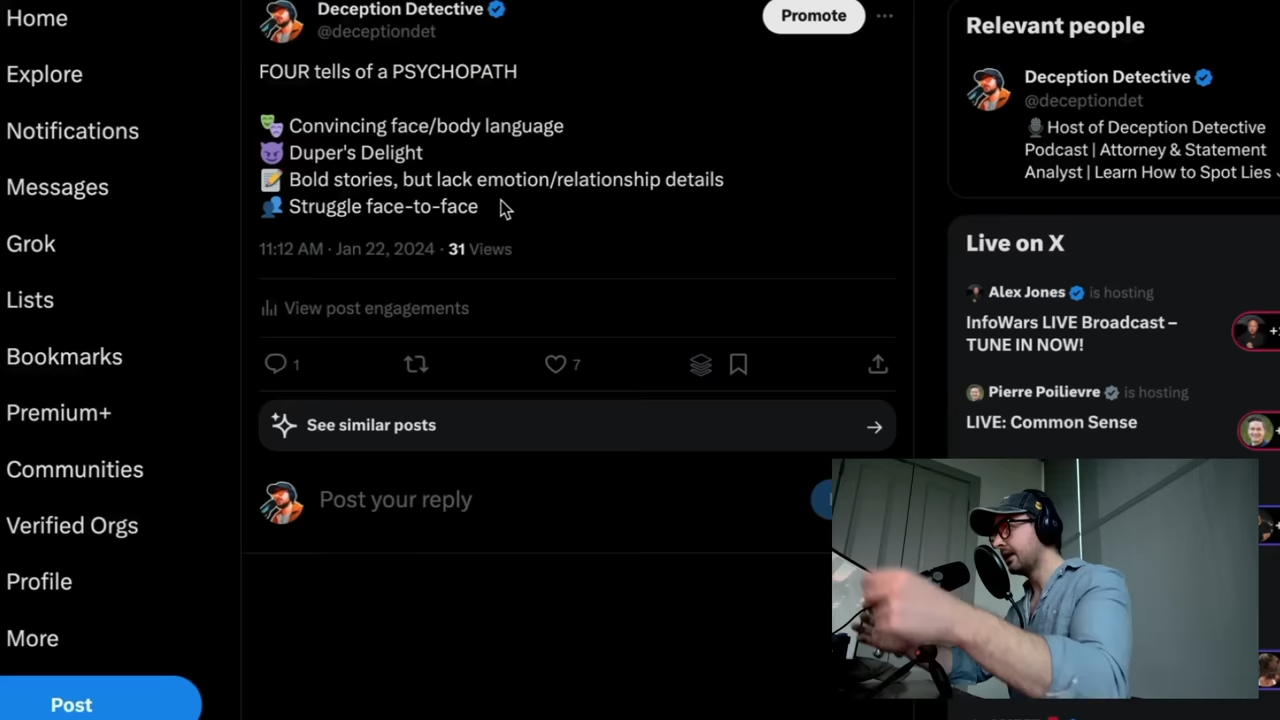 Home
Explore
Notifications
Messages
Grok
Lists
Bookmarks
Premium+
Communities
Verified Orgs
Profile
More
Post
Deception Detective
@deceptiondet
Promote
FOUR tells of a PSYCHOPATH
Convincing face/body language
Duper's Delight
Bold stories, but lack emotion/relationship details
Struggle face-to-face
11:12 AM · Jan 22, 2024 · 31 Views
View post engagements
1
7
See similar posts
Post your reply
Relevant people
Deception Detective
@deceptiondet
Host of Deception Detective
Podcast | Attorney & Statement
Analyst | Learn How to Spot Lies
Live on X
Alex Jones is hosting
InfoWars LIVE Broadcast –
TUNE IN NOW!
Pierre Poilievre is hosting
LIVE: Common Sense